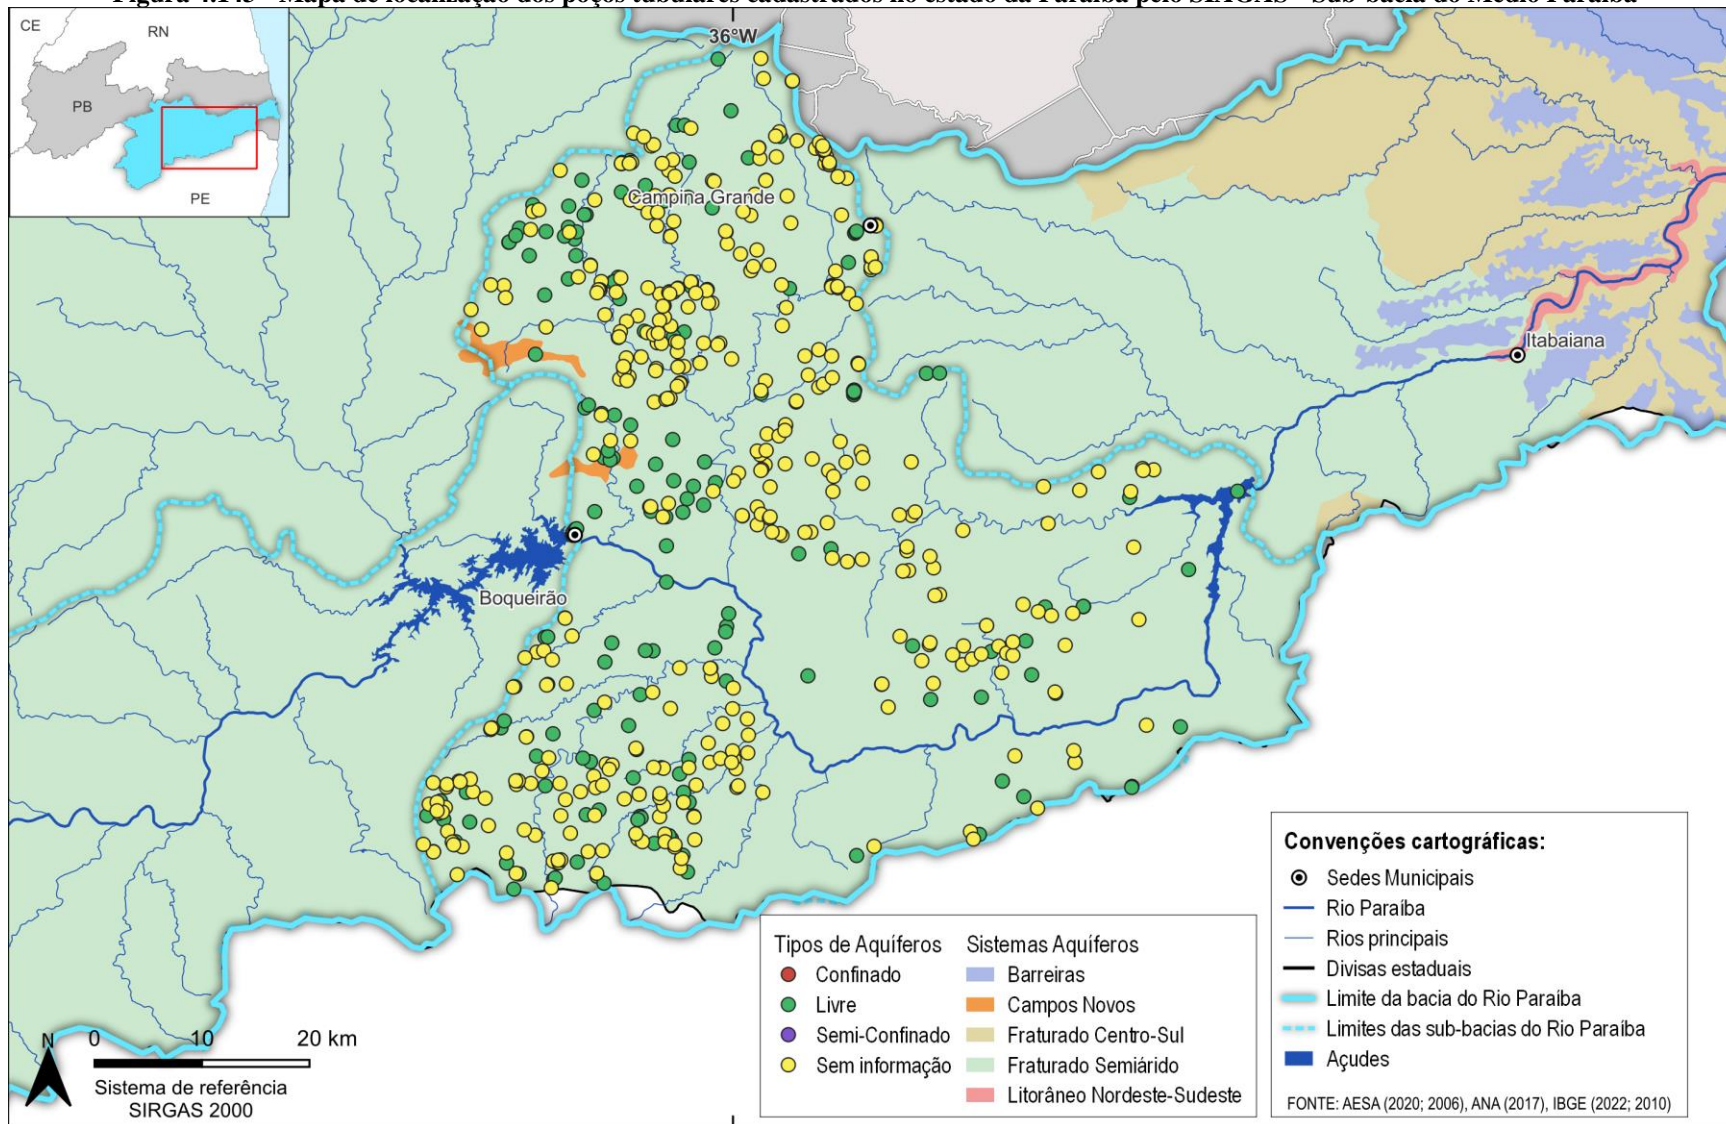 Figura 4.143 - Mapa de localização dos poços tubulares cadastrados no estado da Paraíba pelo SIAGAS - Sub-bacia do Médio Paraíba
36°W
CE
RN
PB
PE
Campina Grande
Itabaiana
Boqueirão
N
0 10 20 km
Sistema de referência
SIRGAS 2000
Tipos de Aquíferos
Confinado
Livre
Semi-Confinado
Sem informação
Sistemas Aquíferos
Barreiras
Campos Novos
Fraturado Centro-Sul
Fraturado Semiárido
Litorâneo Nordeste-Sudeste
Convenções cartográficas:
Sedes Municipais
Rio Paraíba
Rios principais
Divisas estaduais
Limite da bacia do Rio Paraíba
Limites das sub-bacias do Rio Paraíba
Açudes
FONTE: AESA (2020; 2006), ANA (2017), IBGE (2022; 2010)